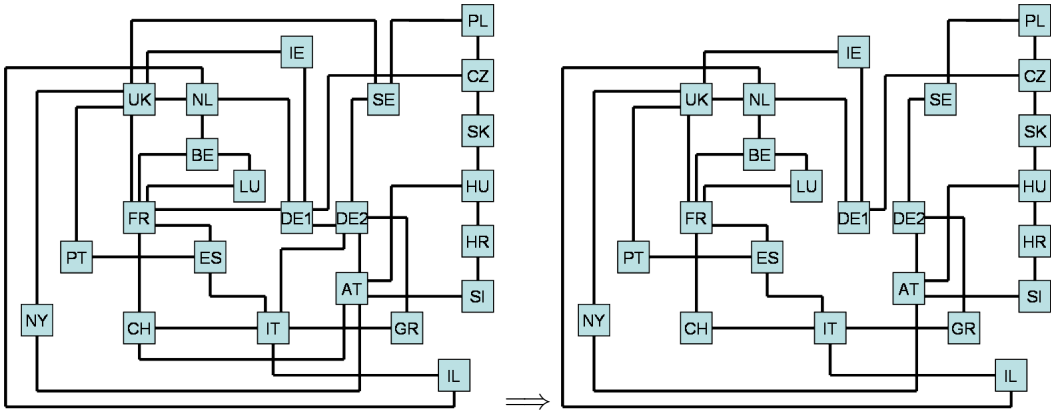 PL
IE
CZ
UK NL SE
SK
BE
LU HU
FR DE1 DE2
HR
PT ES
AT SI
NY CH IT GR
IL
⟹
PL
IE
CZ
UK NL SE
SK
BE
LU HU
FR DE1 DE2
HR
PT ES
AT SI
NY CH IT GR
IL